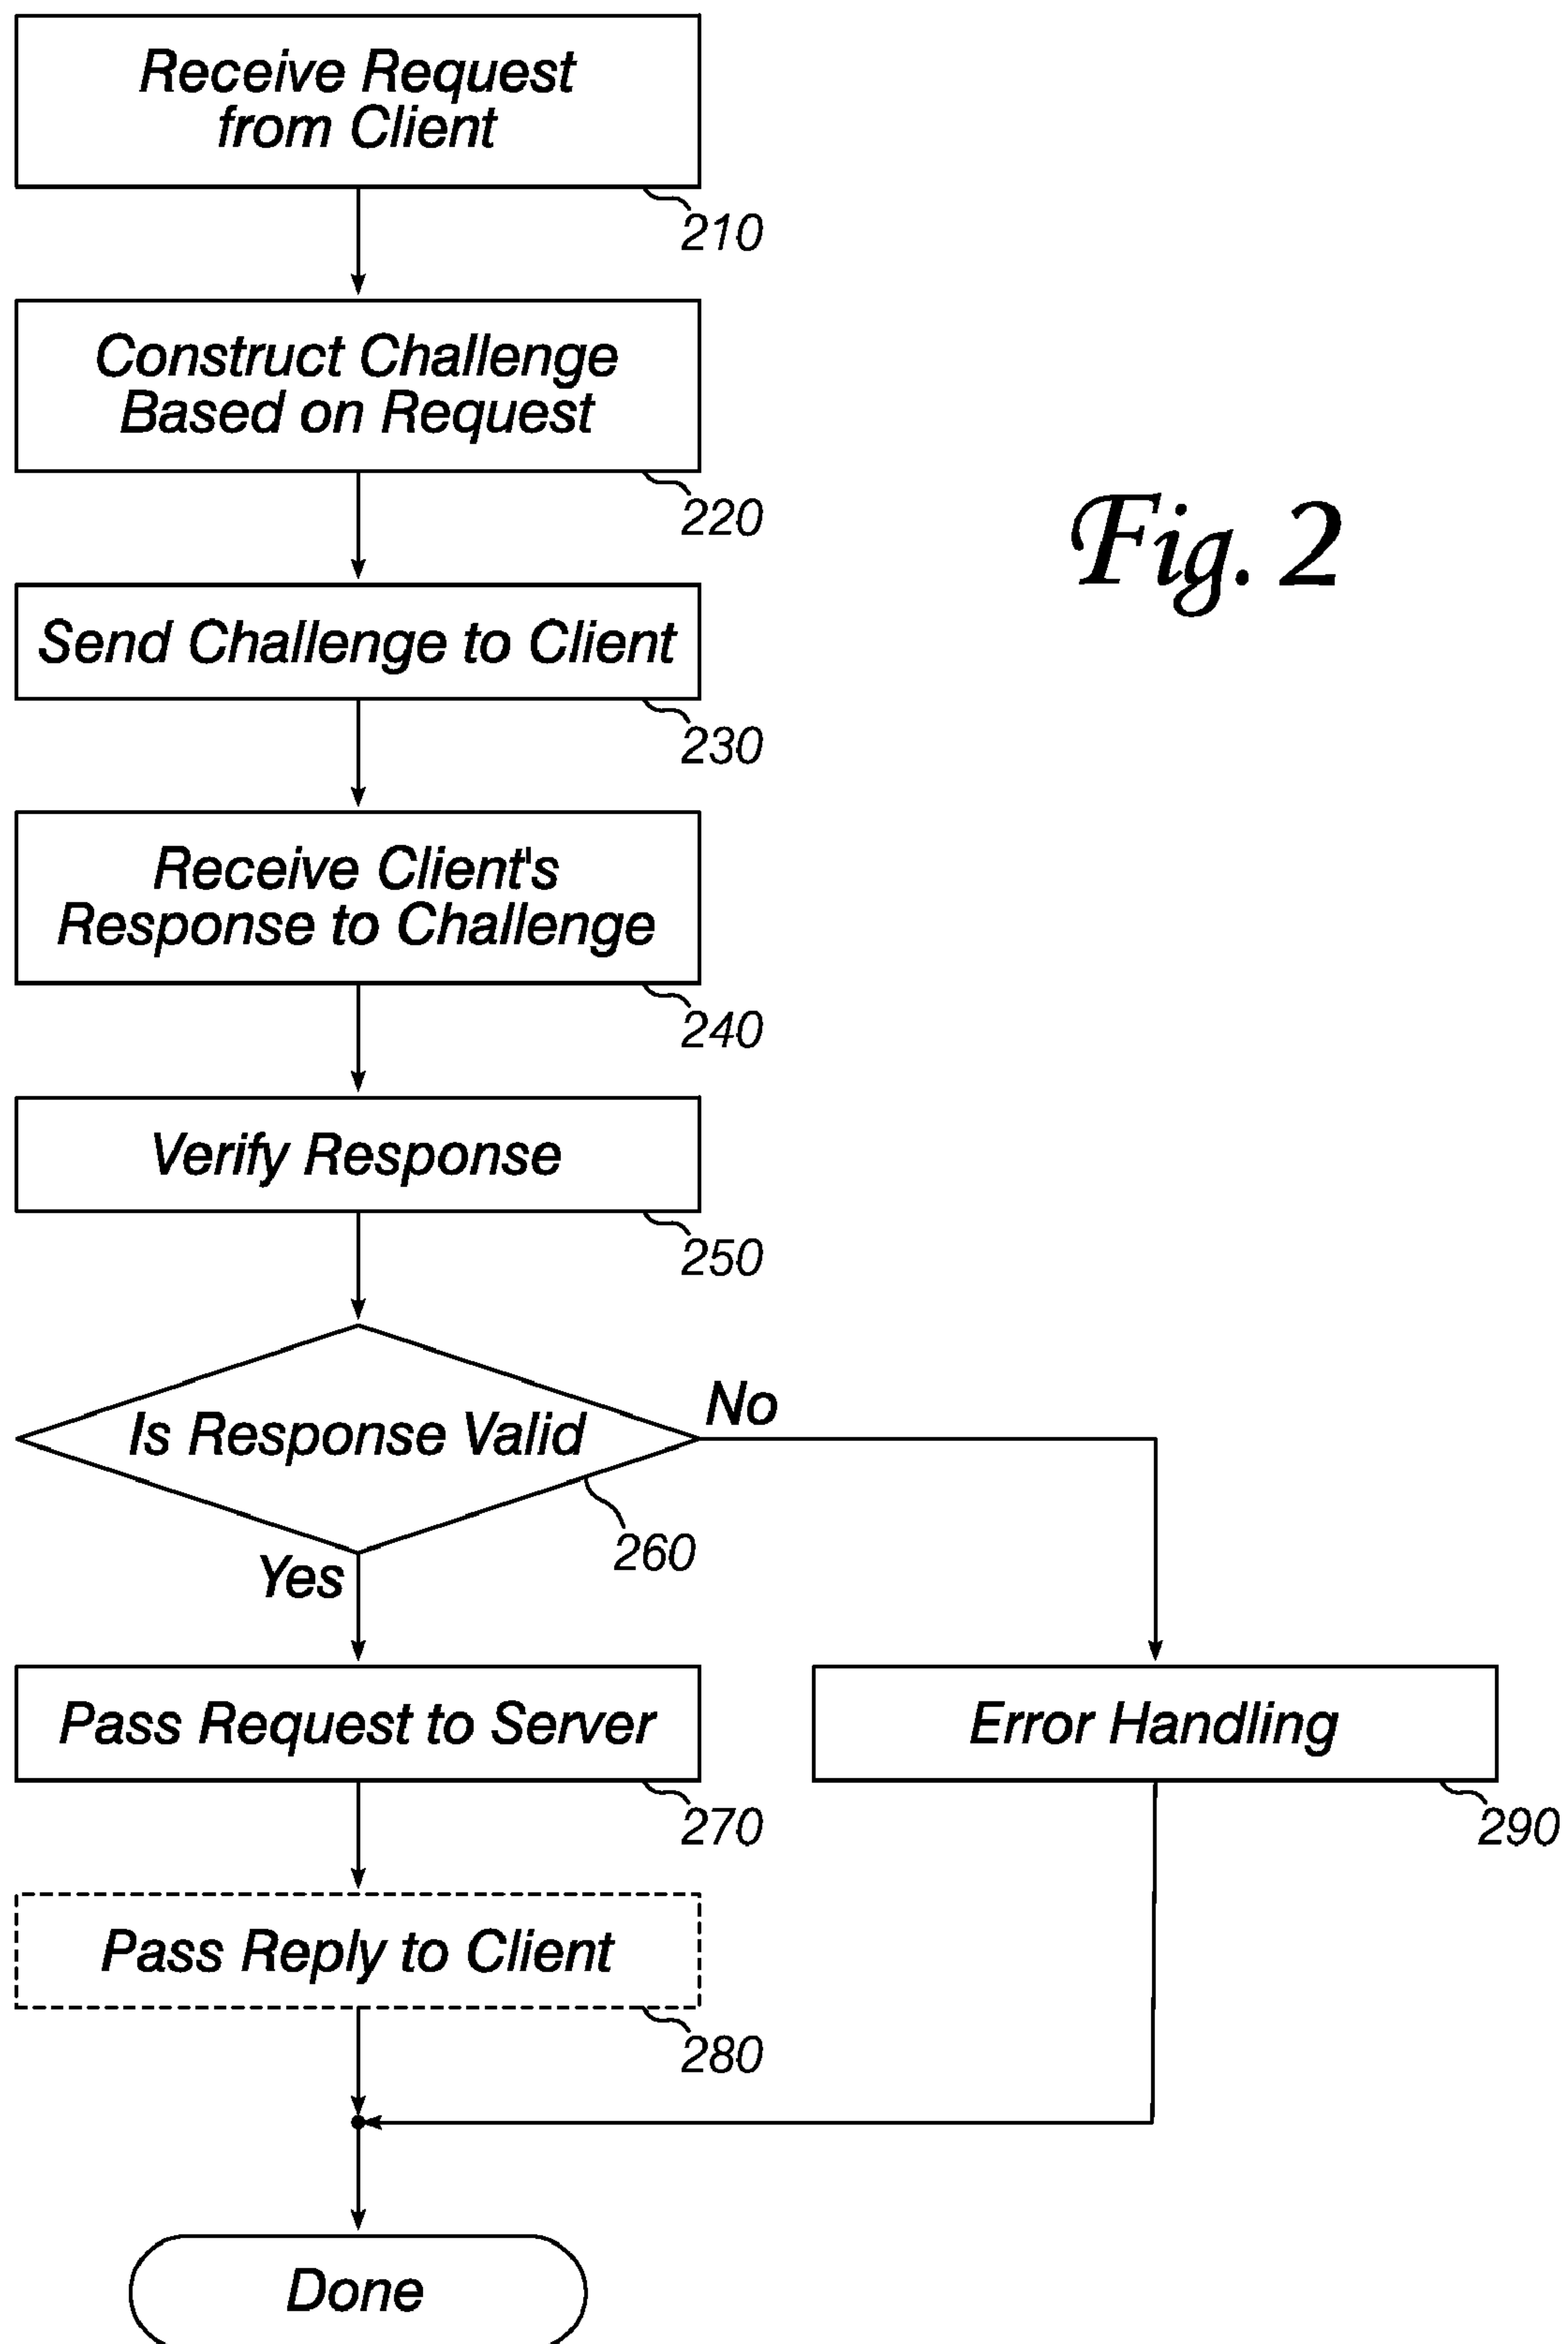 Receive Request
from Client
210
Construct Challenge
Based on Request
220
Fig. 2
Send Challenge to Client
230
Receive Client's
Response to Challenge
240
Verify Response
250
Is Response Valid
No
260
Yes
Pass Request to Server
270
Error Handling
290
Pass Reply to Client
280
Done